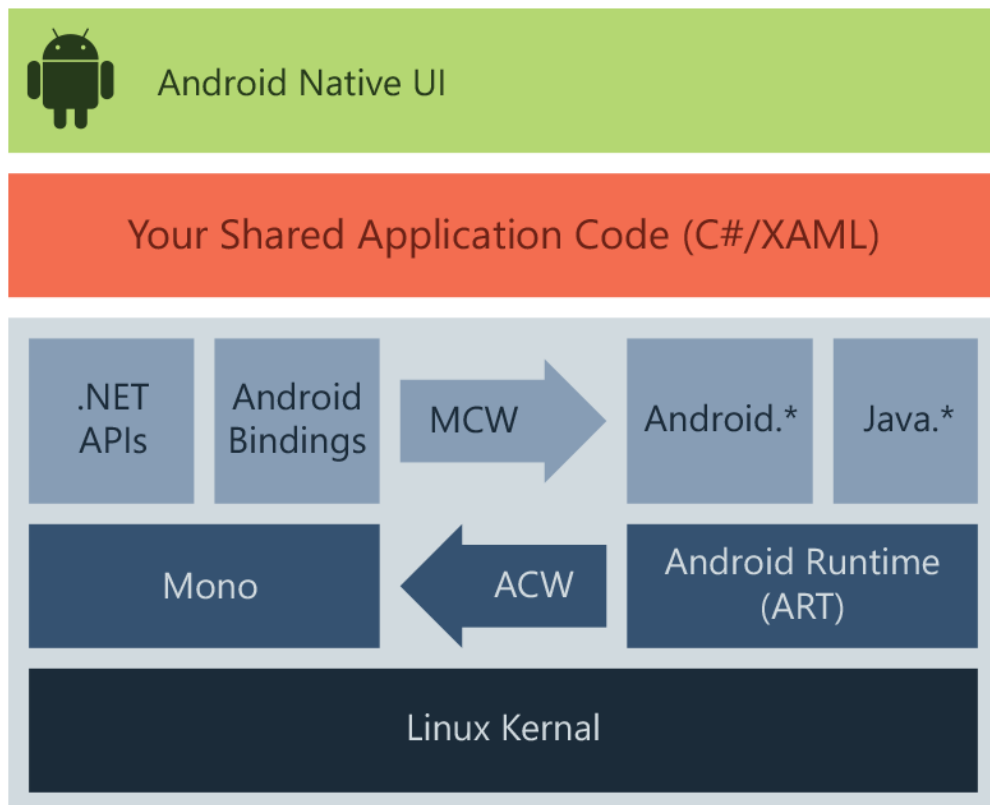 Android Native UI
Your Shared Application Code (C#/XAML)
.NET
APIs
Android
Bindings
MCW
Android.*
Java.*
Mono
ACW
Android Runtime
(ART)
Linux Kernal